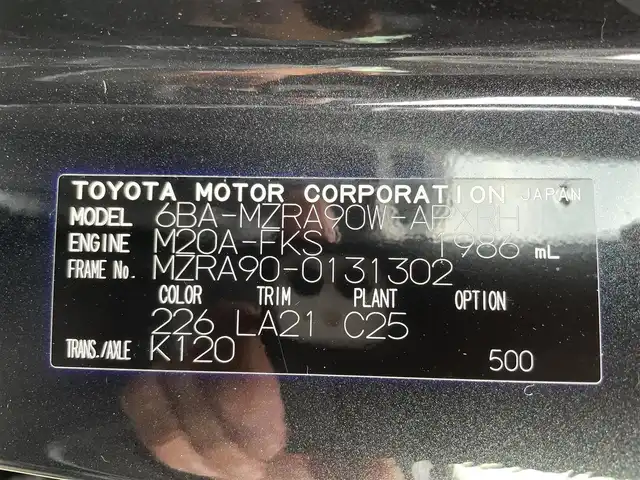 TOYOTA MOTOR CORPORATION JAPAN
MODEL 6BA-MZRA90W-APXRH
ENGINE M20A-FKS 1986 mL
FRAME No. MZRA90-0131302
COLOR TRIM PLANT OPTION
226 LA21 C25
TRANS./AXLE K120 500